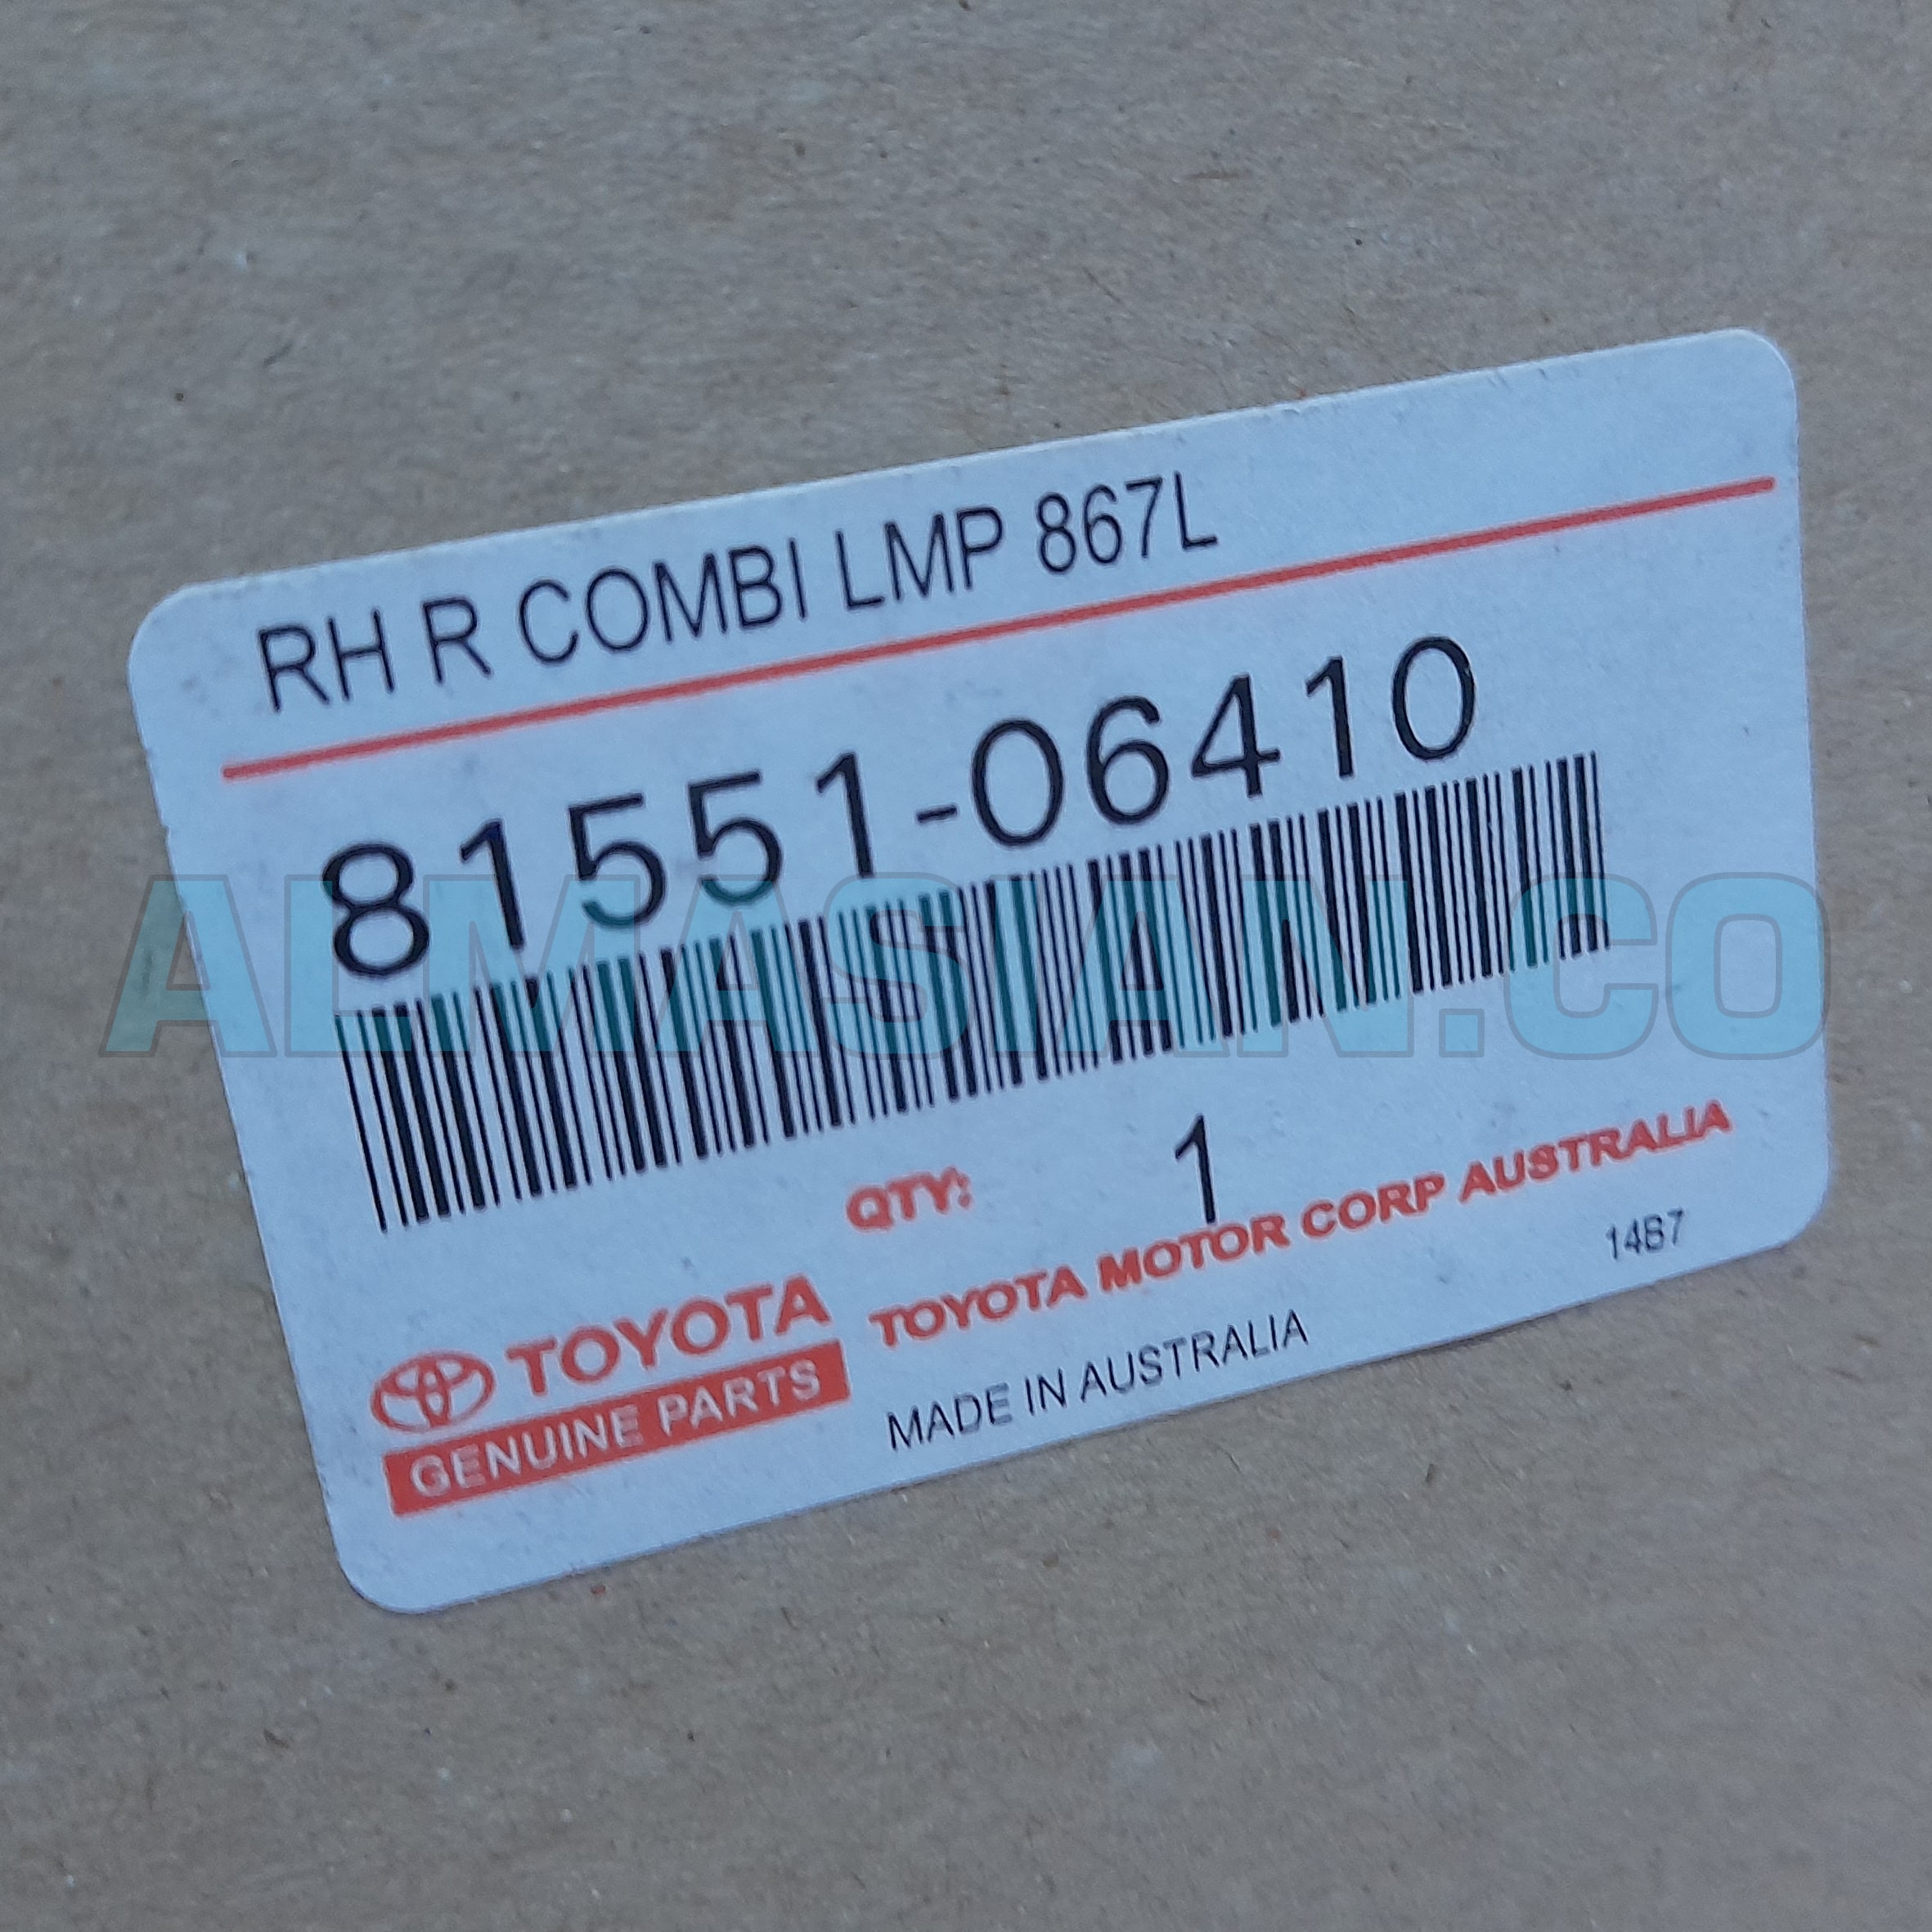 RH R COMBI LMP 867L
81551-06410
ALMASIAN.CO
QTY: 1
TOYOTA
GENUINE PARTS
TOYOTA MOTOR CORP AUSTRALIA
MADE IN AUSTRALIA
14B7